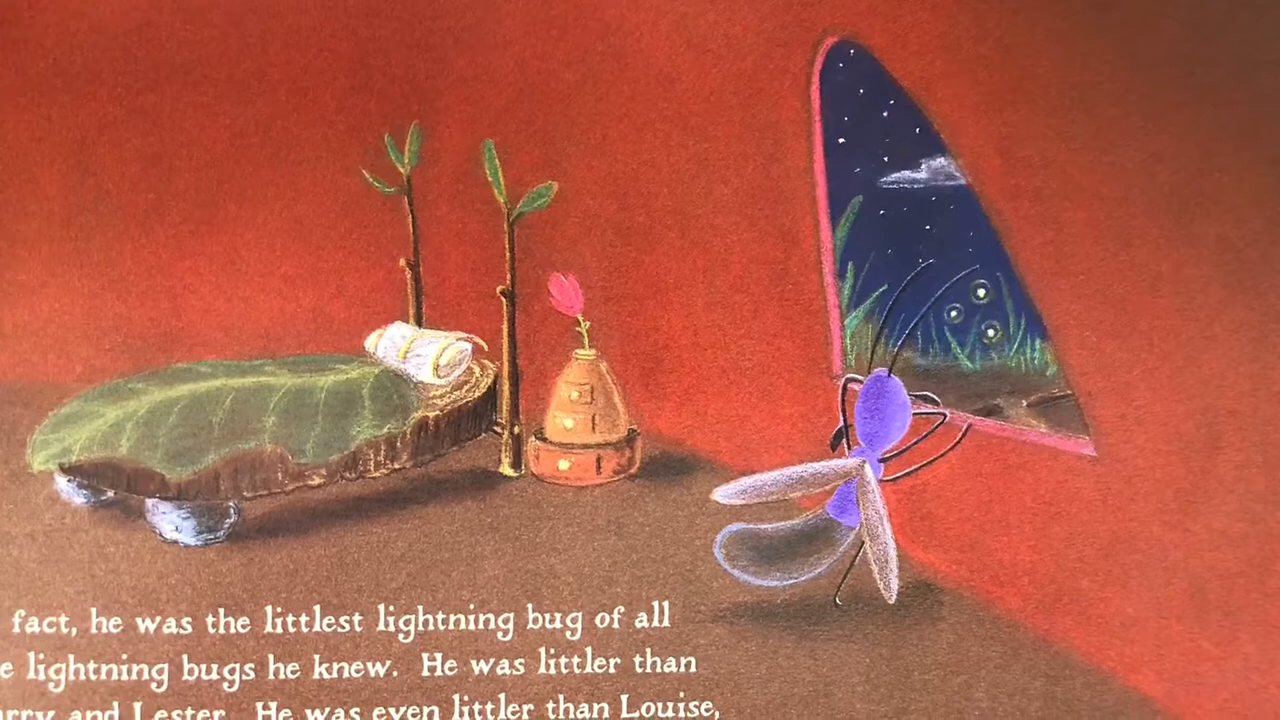 fact, he was the littlest lightning bug of all
lightning bugs he knew. He was littler than
and Lester. He was even littler than Louise,